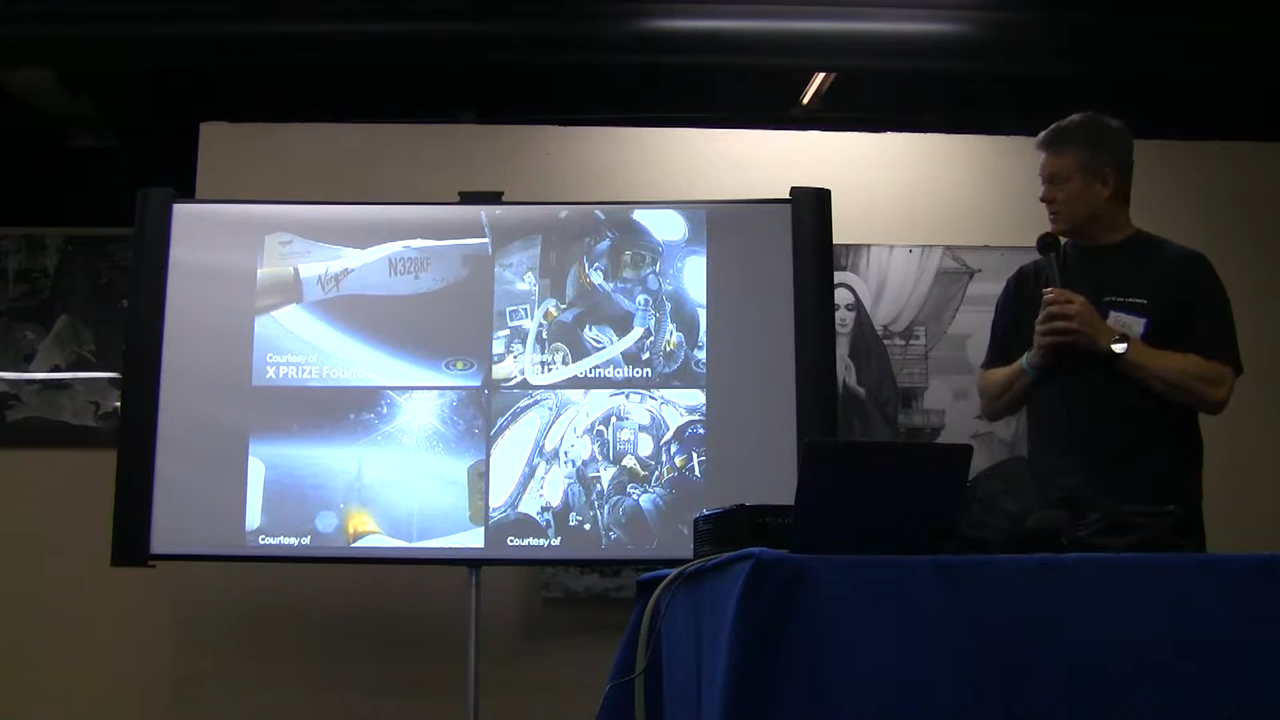 Virgin
N328KF
Courtesy of
X PRIZE Found
Courtesy of
X PRIZE Foundation
Courtesy of
Courtesy of